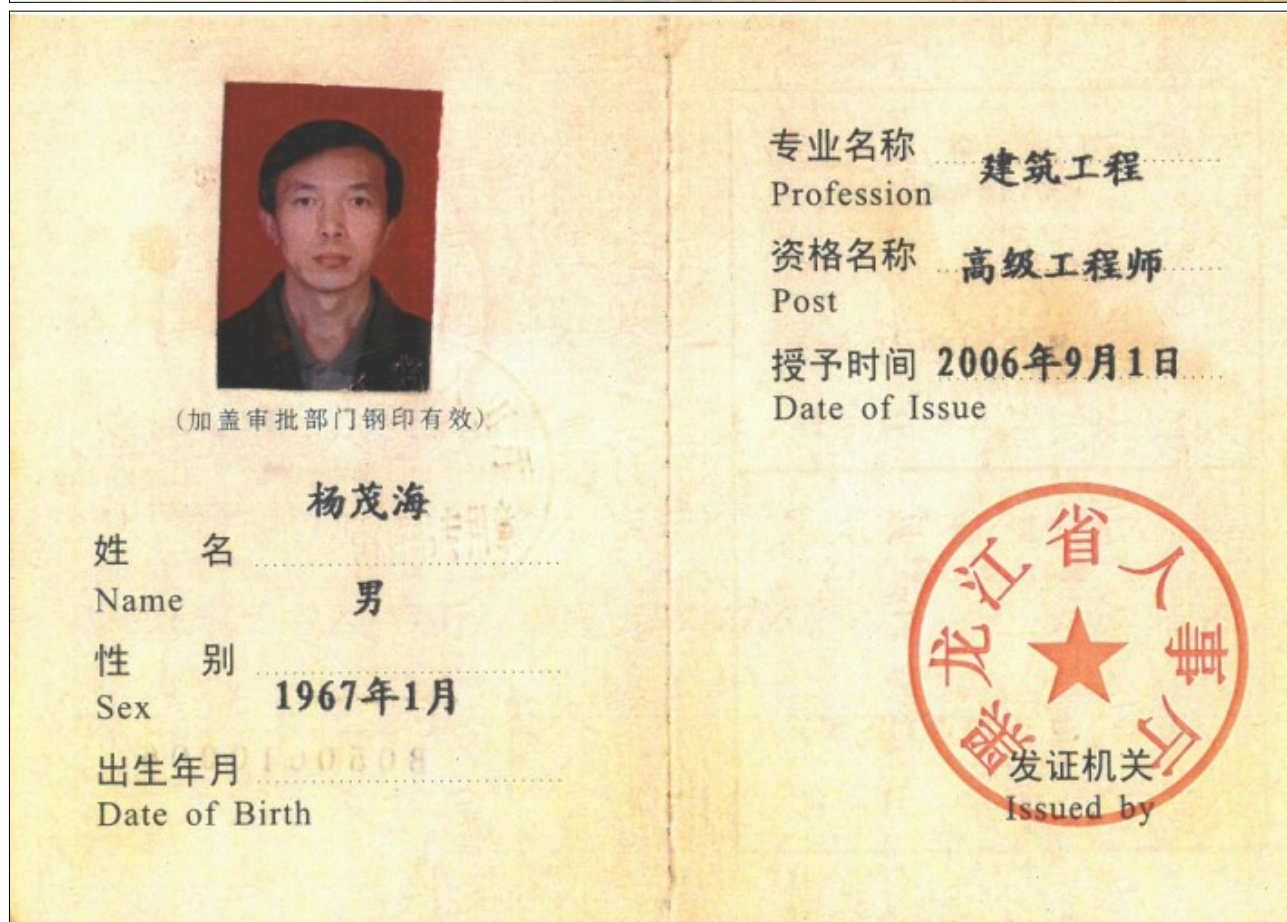 (加盖审批部门钢印有效)
杨茂海
姓 名
Name
男
性 别
Sex
1967年1月
出生年月
Date of Birth
专业名称 建筑工程
Profession
资格名称 高级工程师
Post
授予时间 2006年9月1日
Date of Issue
黑龙江省人事厅
发证机关
Issued by